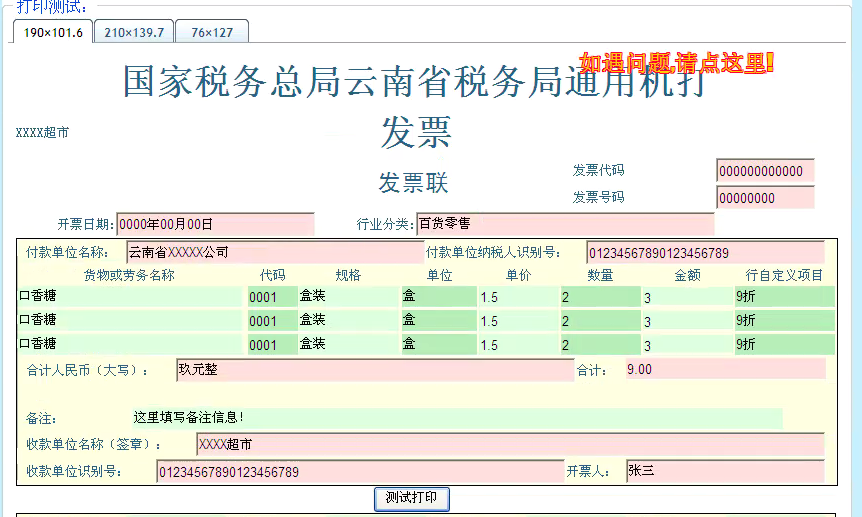 打印测试：
190×101.6 210×139.7 76×127
如遇问题,请点这里!
国家税务总局云南省税务局通用机打
发票
XXXX超市
发票联
发票代码 000000000000
发票号码 00000000
开票日期: 0000年00月00日 行业分类: 百货零售
付款单位名称: 云南省XXXXX公司 付款单位纳税人识别号: 01234567890123456789
货物或劳务名称 代码 规格 单位 单价 数量 金额 行自定义项目
口香糖 0001 盒装 盒 1.5 2 3 9折
口香糖 0001 盒装 盒 1.5 2 3 9折
口香糖 0001 盒装 盒 1.5 2 3 9折
合计人民币（大写）: 玖元整 合计: 9.00
备注: 这里填写备注信息!
收款单位名称（签章）: XXXX超市
收款单位识别号: 01234567890123456789 开票人: 张三
测试打印